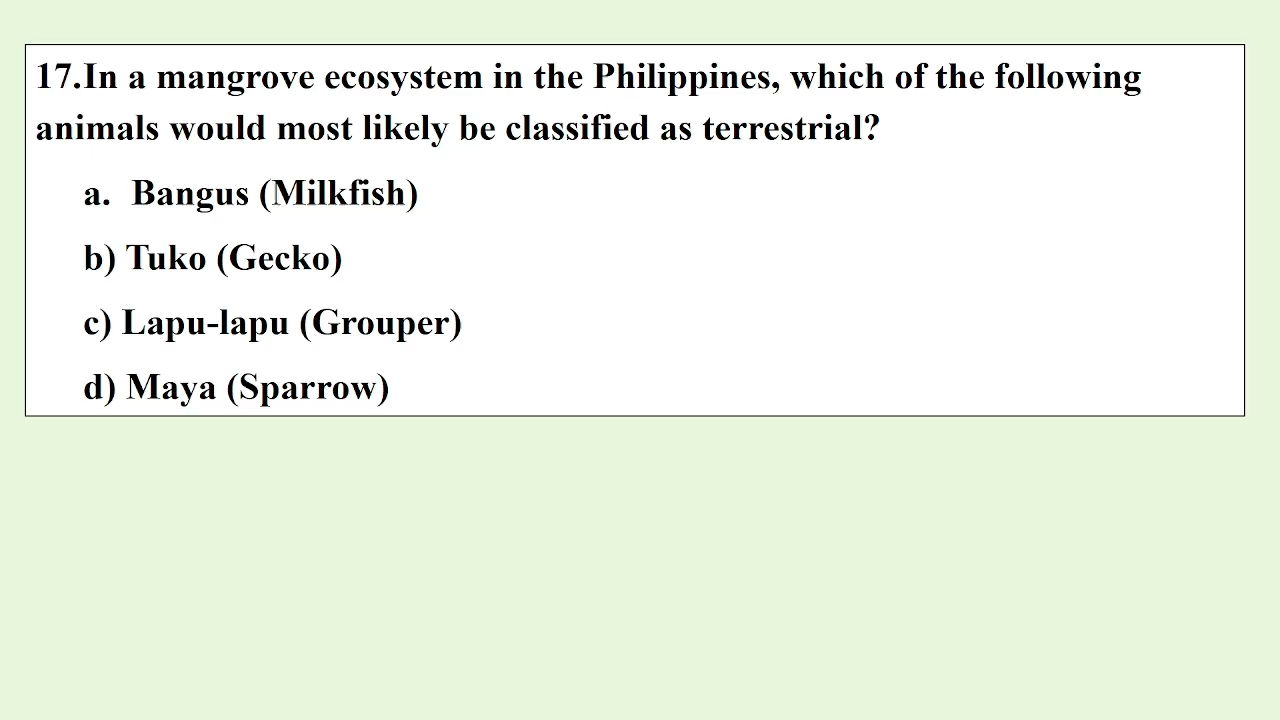 17.In a mangrove ecosystem in the Philippines, which of the following
animals would most likely be classified as terrestrial?
a. Bangus (Milkfish)
b) Tuko (Gecko)
c) Lapu-lapu (Grouper)
d) Maya (Sparrow)